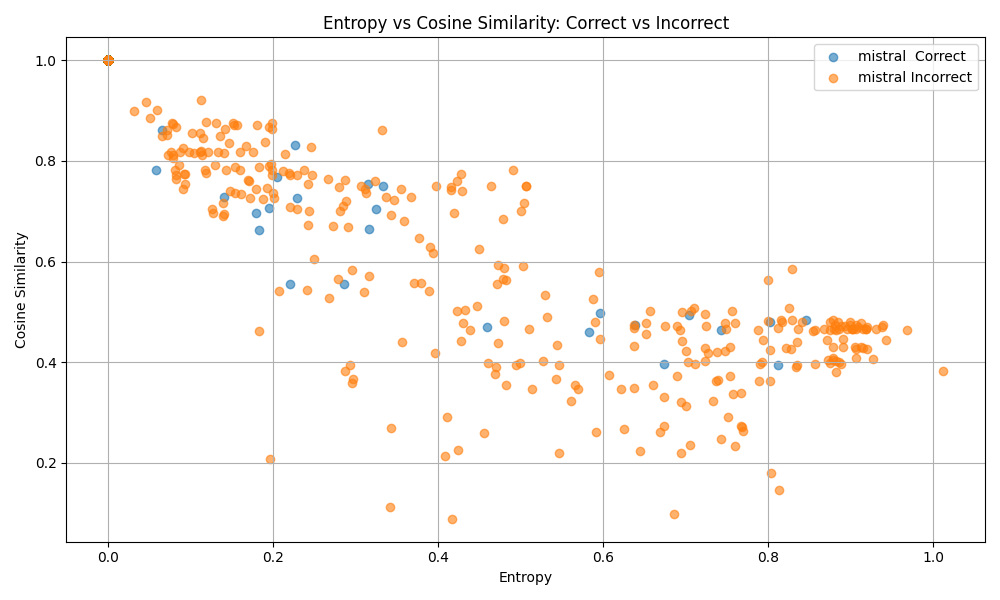 Entropy vs Cosine Similarity: Correct vs Incorrect
mistral  Correct
mistral Incorrect
Cosine Similarity
1.0
0.8
0.6
0.4
0.2
0.0
0.2
0.4
0.6
0.8
1.0
Entropy